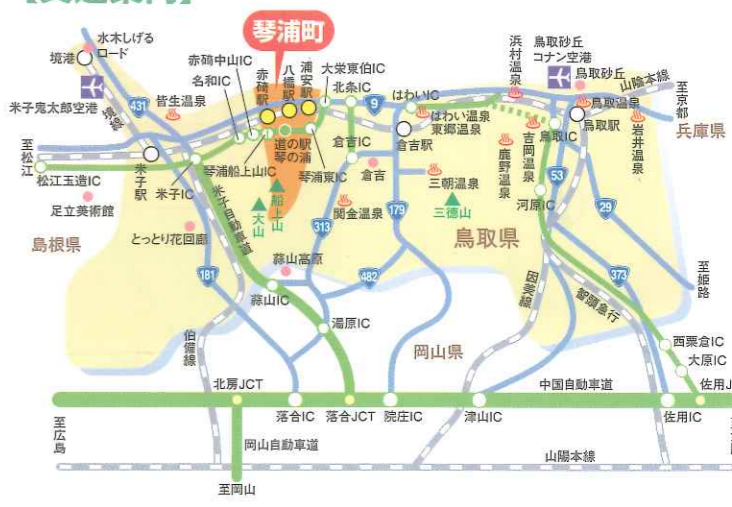 【交通案内】
琴浦町
水木しげる
ロード
境港
米子鬼太郎空港
境線
431
皆生温泉
名和IC
赤碕中山IC
赤碕駅
八橋駅
浦安駅
大栄東伯IC
北条IC
9
はわいIC
はわい温泉
東郷温泉
浜村温泉
鳥取砂丘
コナン空港
鳥取砂丘
山陰本線
至京都
兵庫県
鳥取温泉
鳥取駅
鳥取IC
吉岡温泉
岩井温泉
鹿野温泉
至松江
松江玉造IC
米子駅
米子IC
琴浦船上山IC
道の駅
琴の浦
琴浦東IC
倉吉IC
倉吉駅
倉吉
三朝温泉
三徳山
関金温泉
船上山
大山
足立美術館
とっとり花回廊
島根県
鳥取県
米子自動車道
313
179
53
29
河原IC
181
蒜山高原
482
蒜山IC
湯原IC
373
因美線
智頭急行
至姫路
伯備線
岡山県
西粟倉IC
大原IC
北房JCT
中国自動車道
佐用J
落合IC
落合JCT
院庄IC
津山IC
佐用IC
至広島
岡山自動車道
山陽本線
至岡山